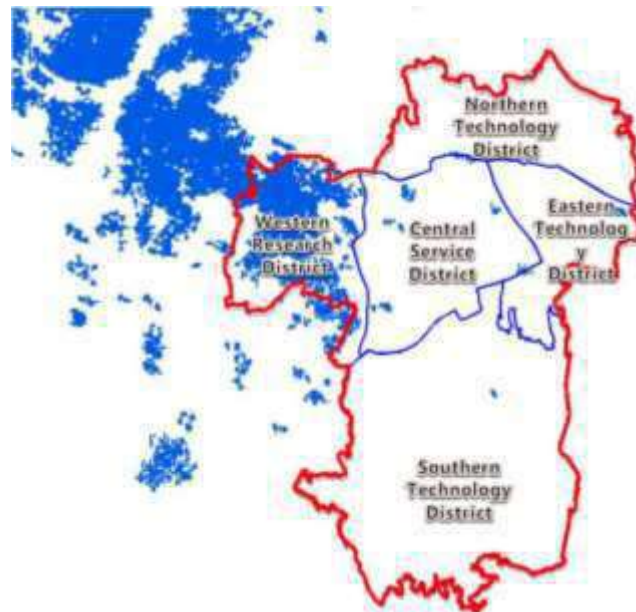 Northern
Technology
District
Western
Research
District
Central
Service
District
Eastern
Technolog
y
District
Southern
Technology
District